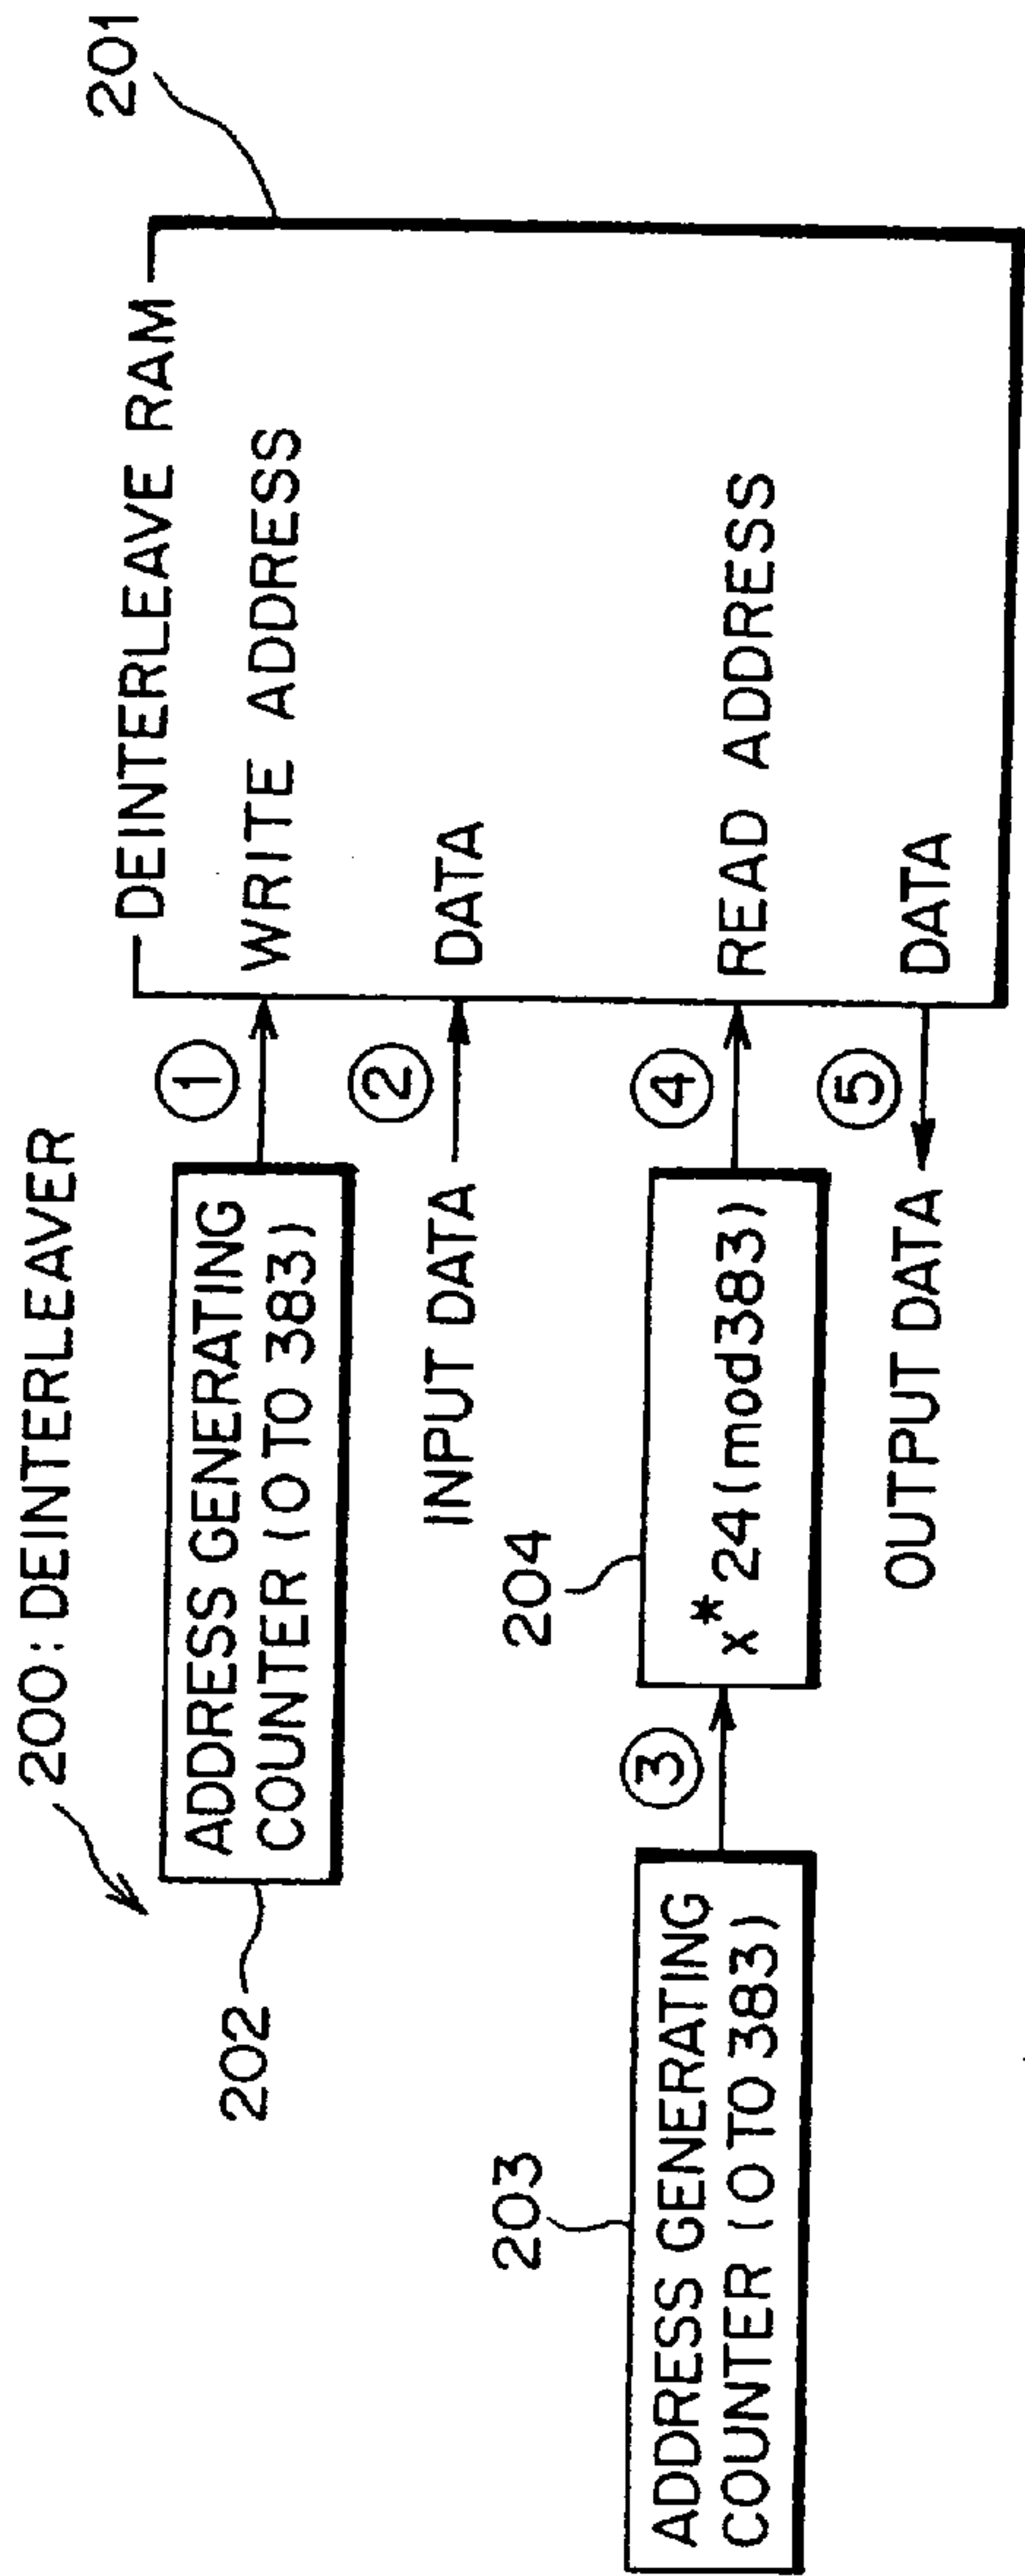 200: DEINTERLEAVER
201
DEINTERLEAVE RAM
202
ADDRESS GENERATING
COUNTER (0 TO 383)
①
WRITE ADDRESS
INPUT DATA
②
DATA
203
ADDRESS GENERATING
COUNTER (0 TO 383)
③
204
x*24(mod383)
④
READ ADDRESS
OUTPUT DATA
⑤
DATA